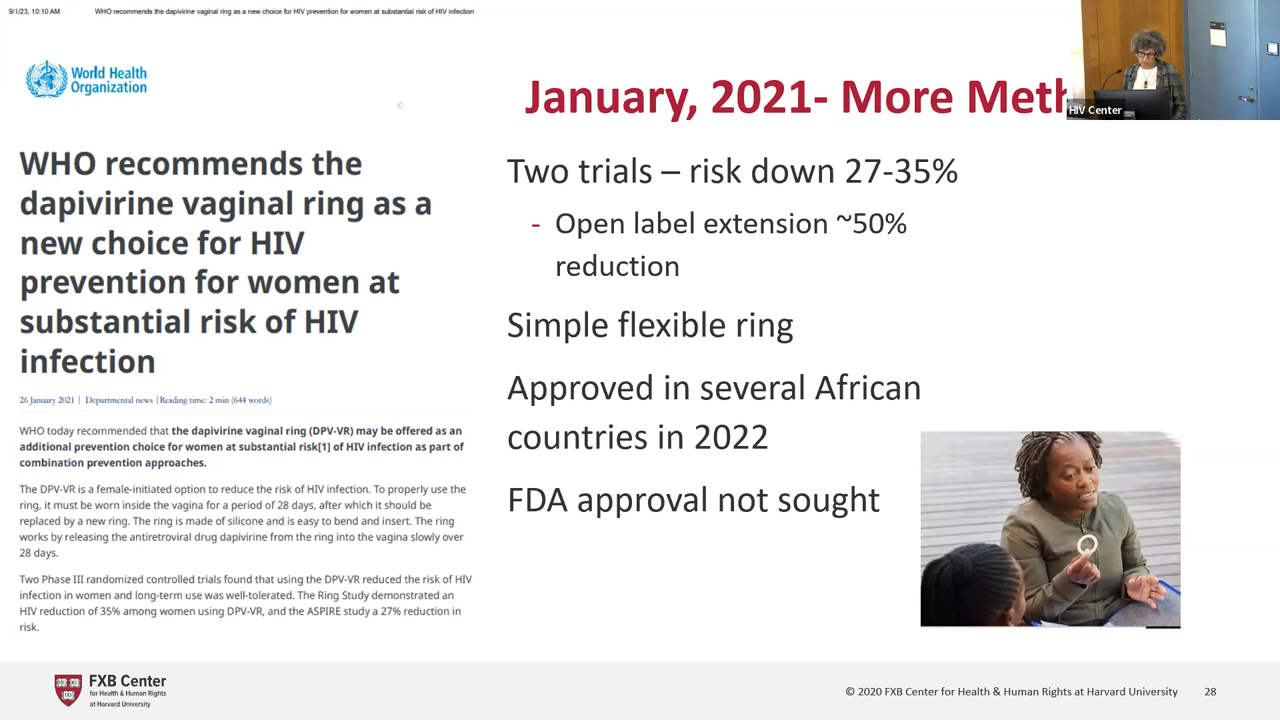 9/1/23, 10:10 AM WHO recommends the dapivirine vaginal ring as a new choice for HIV prevention for women at substantial risk of HIV infection
World Health
Organization
WHO recommends the
dapivirine vaginal ring as a
new choice for HIV
prevention for women at
substantial risk of HIV
infection
26 January 2021 | Departmental news | Reading time: 2 min (644 words)
WHO today recommended that the dapivirine vaginal ring (DPV-VR) may be offered as an
additional prevention choice for women at substantial risk[1] of HIV infection as part of
combination prevention approaches.
The DPV-VR is a female-initiated option to reduce the risk of HIV infection. To properly use the
ring, it must be worn inside the vagina for a period of 28 days, after which it should be
replaced by a new ring. The ring is made of silicone and is easy to bend and insert. The ring
works by releasing the antiretroviral drug dapivirine from the ring into the vagina slowly over
28 days.
Two Phase III randomized controlled trials found that using the DPV-VR reduced the risk of HIV
infection in women and long-term use was well-tolerated. The Ring Study demonstrated an
HIV reduction of 35% among women using DPV-VR, and the ASPIRE study a 27% reduction in
risk.
January, 2021- More Meth
HIV Center
Two trials – risk down 27-35%
- Open label extension ~50%
reduction
Simple flexible ring
Approved in several African
countries in 2022
FDA approval not sought
FXB Center
for Health & Human Rights
at Harvard University
© 2020 FXB Center for Health & Human Rights at Harvard University 28